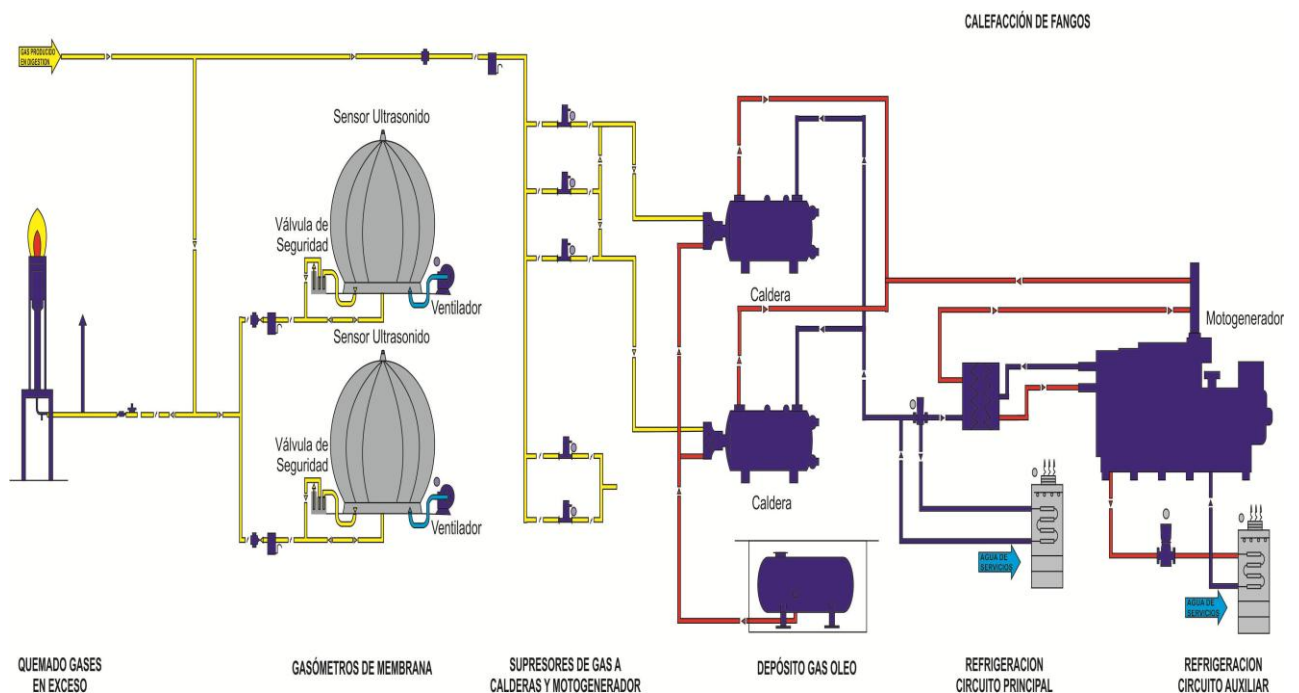 CALEFACCIÓN DE FANGOS
GAS PRODUCIDO
EN DIGESTION
Sensor Ultrasonido
Válvula de
Seguridad
Ventilador
Sensor Ultrasonido
Válvula de
Seguridad
Ventilador
Caldera
Caldera
Motogenerador
AGUA DE
SERVICIOS
AGUA DE
SERVICIOS
QUEMADO GASES
EN EXCESO
GASÓMETROS DE MEMBRANA
SUPRESORES DE GAS A
CALDERAS Y MOTOGENERADOR
DEPÓSITO GAS OLEO
REFRIGERACION
CIRCUITO PRINCIPAL
REFRIGERACION
CIRCUITO AUXILIAR